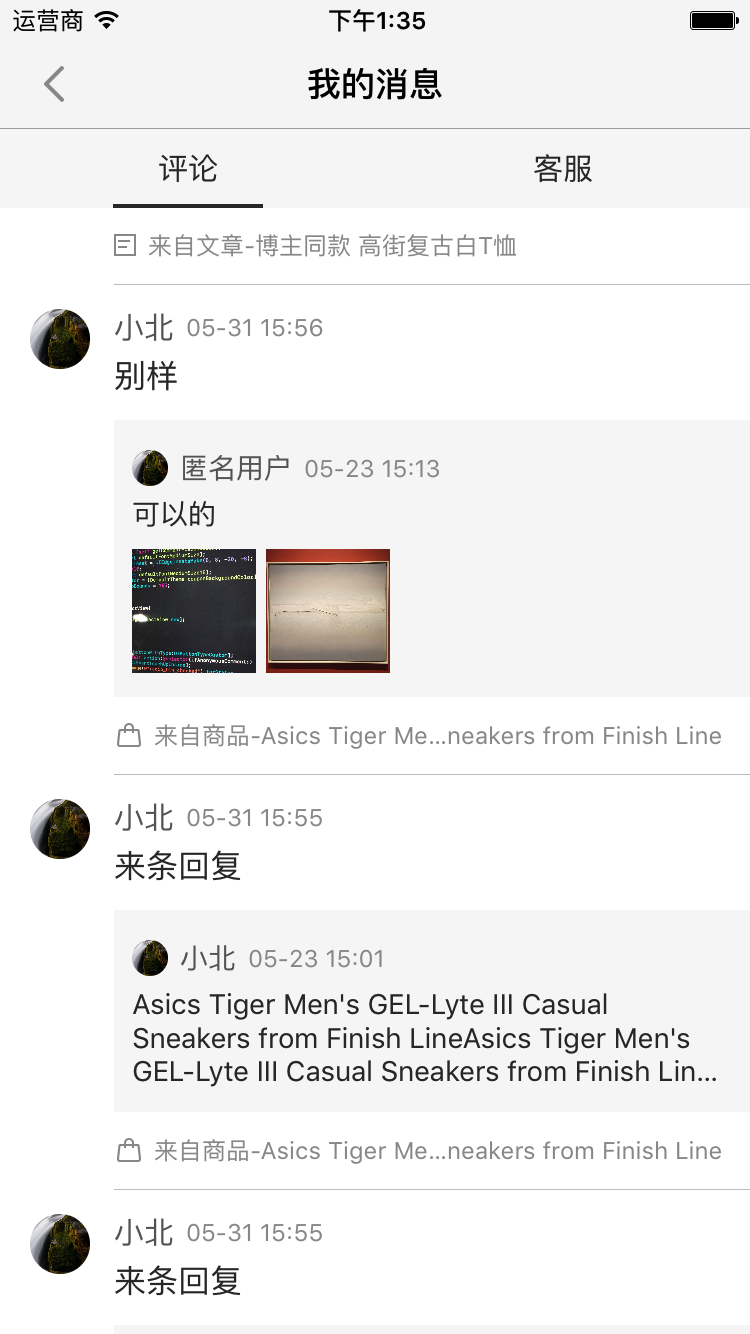 运营商
下午1:35
我的消息
评论
客服
来自文章-博主同款 高街复古白T恤
小北 05-31 15:56
别样
匿名用户 05-23 15:13
可以的
来自商品-Asics Tiger Me...neakers from Finish Line
小北 05-31 15:55
来条回复
小北 05-23 15:01
Asics Tiger Men's GEL-Lyte III Casual
Sneakers from Finish LineAsics Tiger Men's
GEL-Lyte III Casual Sneakers from Finish Lin...
来自商品-Asics Tiger Me...neakers from Finish Line
小北 05-31 15:55
来条回复